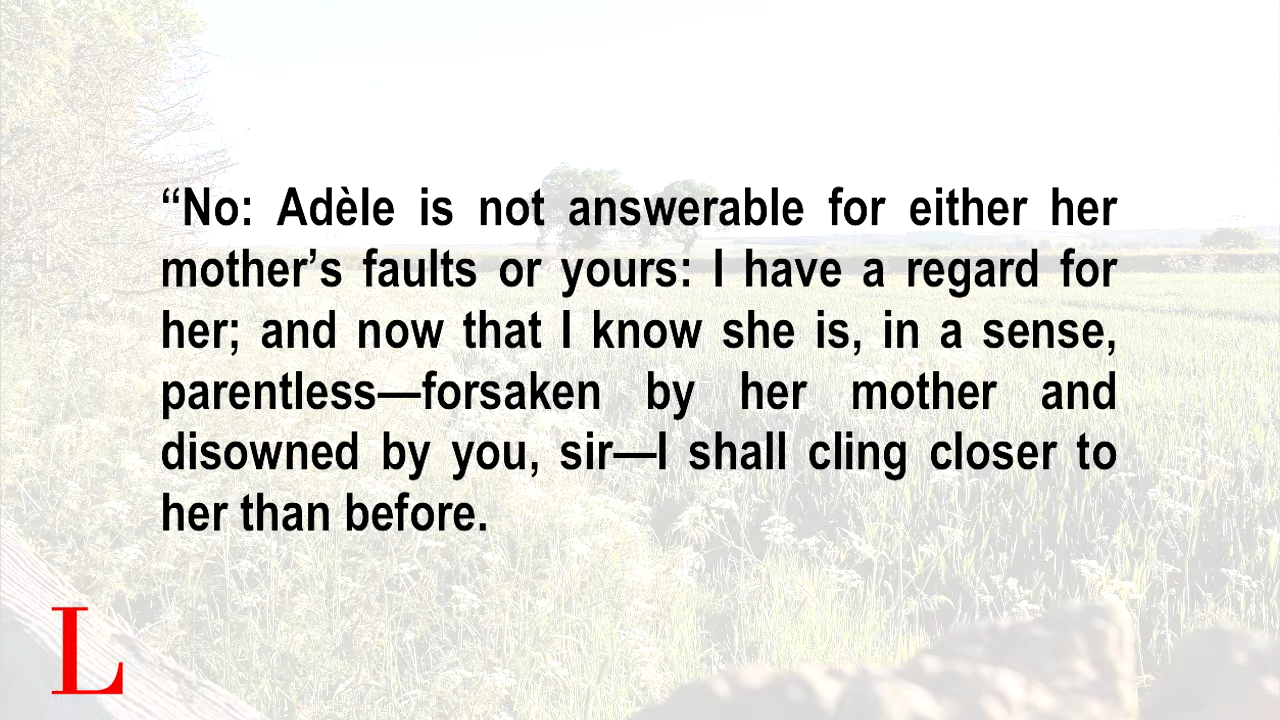 “No: Adèle is not answerable for either her
mother’s faults or yours: I have a regard for
her; and now that I know she is, in a sense,
parentless—forsaken by her mother and
disowned by you, sir—I shall cling closer to
her than before.
L